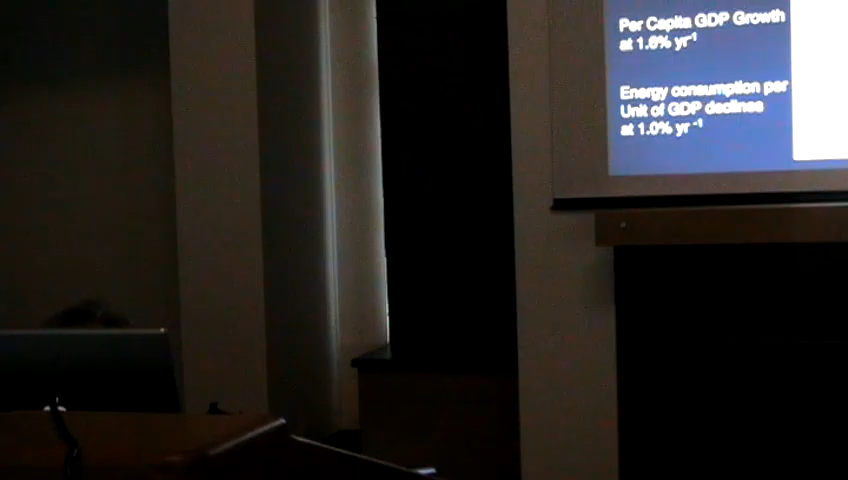 Per Capita GDP Growth
at 1.6% yr-1
Energy consumption per
Unit of GDP declines
at 1.0% yr -1